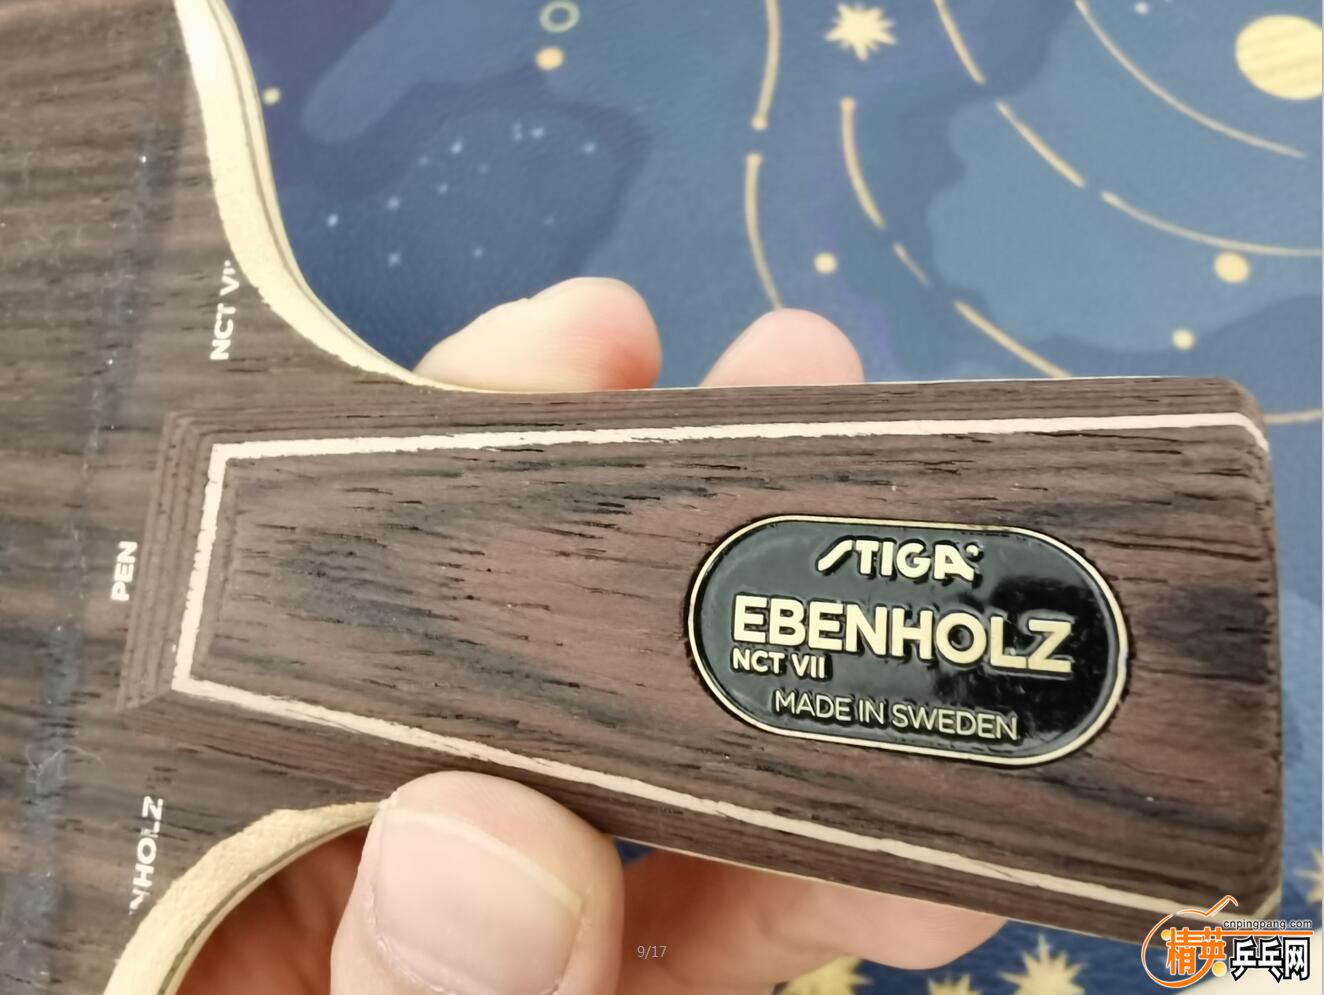 NCT VI
PEN
NHOLZ
STIGA
EBENHOLZ
NCT VII
MADE IN SWEDEN
9/17
cnpingpang.com
精英乒乓网